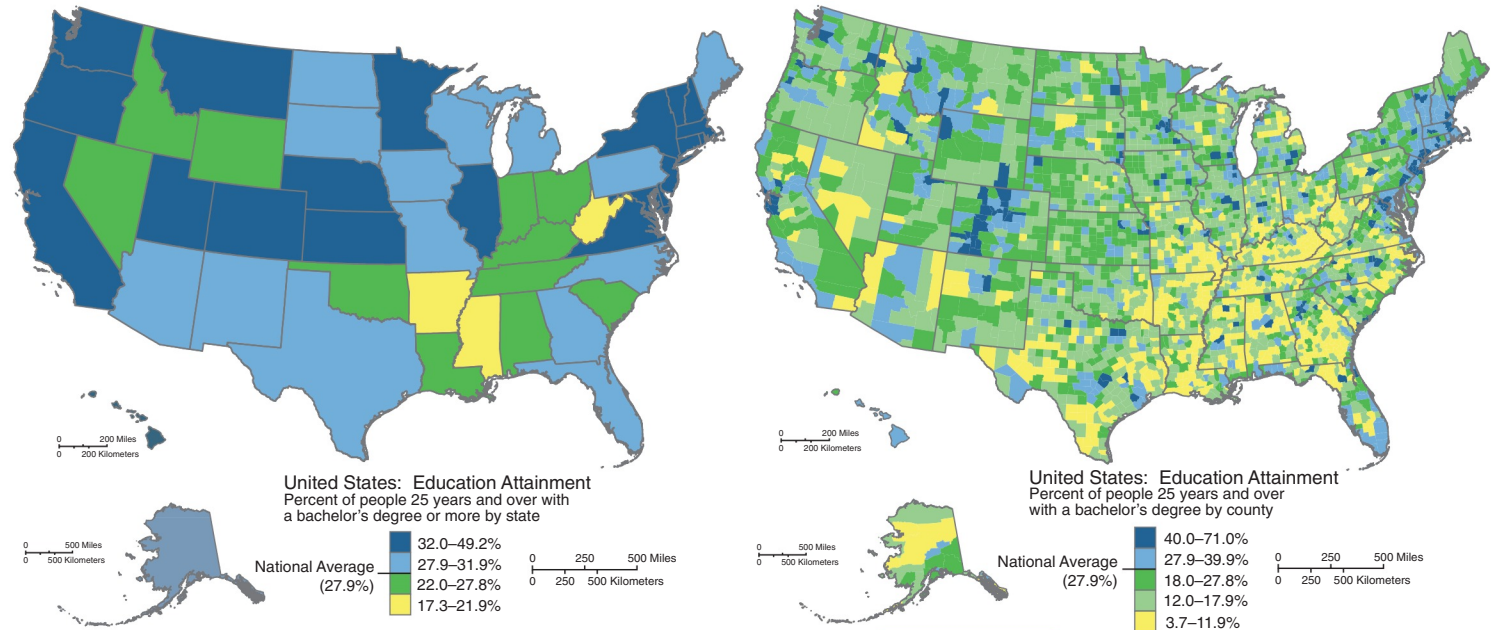 0 200 Miles
0 200 Kilometers
United States: Education Attainment
Percent of people 25 years and over with
a bachelor's degree or more by state
0 500 Miles
0 500 Kilometers
National Average
(27.9%)
32.0–49.2%
27.9–31.9%
22.0–27.8%
17.3–21.9%
0 250 500 Miles
0 250 500 Kilometers
0 200 Miles
0 200 Kilometers
United States: Education Attainment
Percent of people 25 years and over
with a bachelor's degree by county
0 500 Miles
0 500 Kilometers
National Average
(27.9%)
40.0–71.0%
27.9–39.9%
18.0–27.8%
12.0–17.9%
3.7–11.9%
0 250 500 Miles
0 250 500 Kilometers